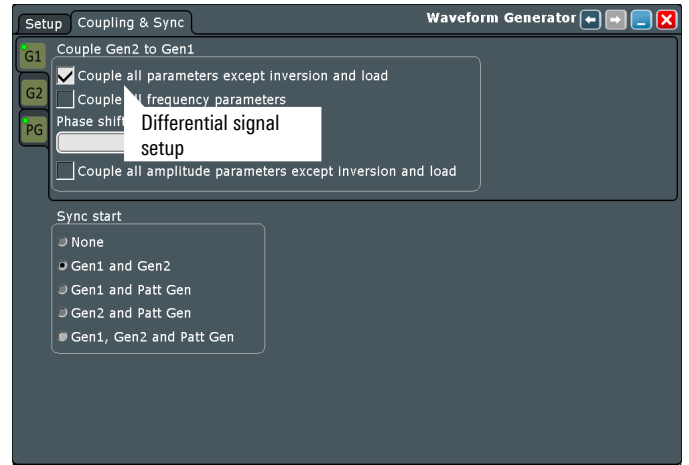 Setup Coupling & Sync Waveform Generator
G1 Couple Gen2 to Gen1
Couple all parameters except inversion and load
G2 Couple all frequency parameters
PG Phase shift
Differential signal
setup
Couple all amplitude parameters except inversion and load
Sync start
None
Gen1 and Gen2
Gen1 and Patt Gen
Gen2 and Patt Gen
Gen1, Gen2 and Patt Gen